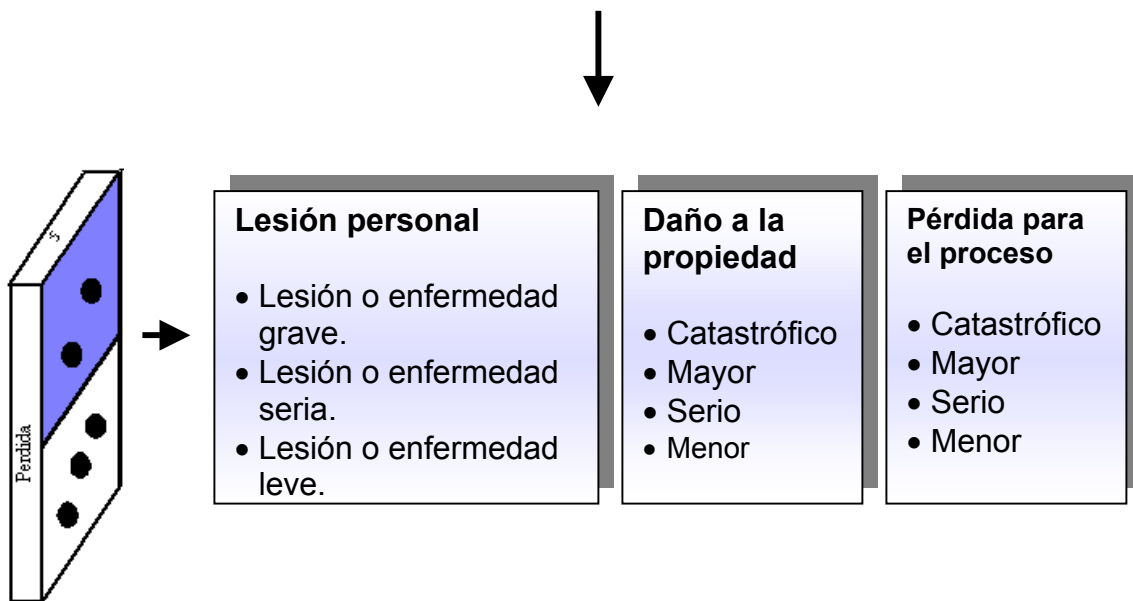 5
Perdida
Lesión personal
• Lesión o enfermedad
grave.
• Lesión o enfermedad
seria.
• Lesión o enfermedad
leve.
Daño a la
propiedad
• Catastrófico
• Mayor
• Serio
• Menor
Pérdida para
el proceso
• Catastrófico
• Mayor
• Serio
• Menor